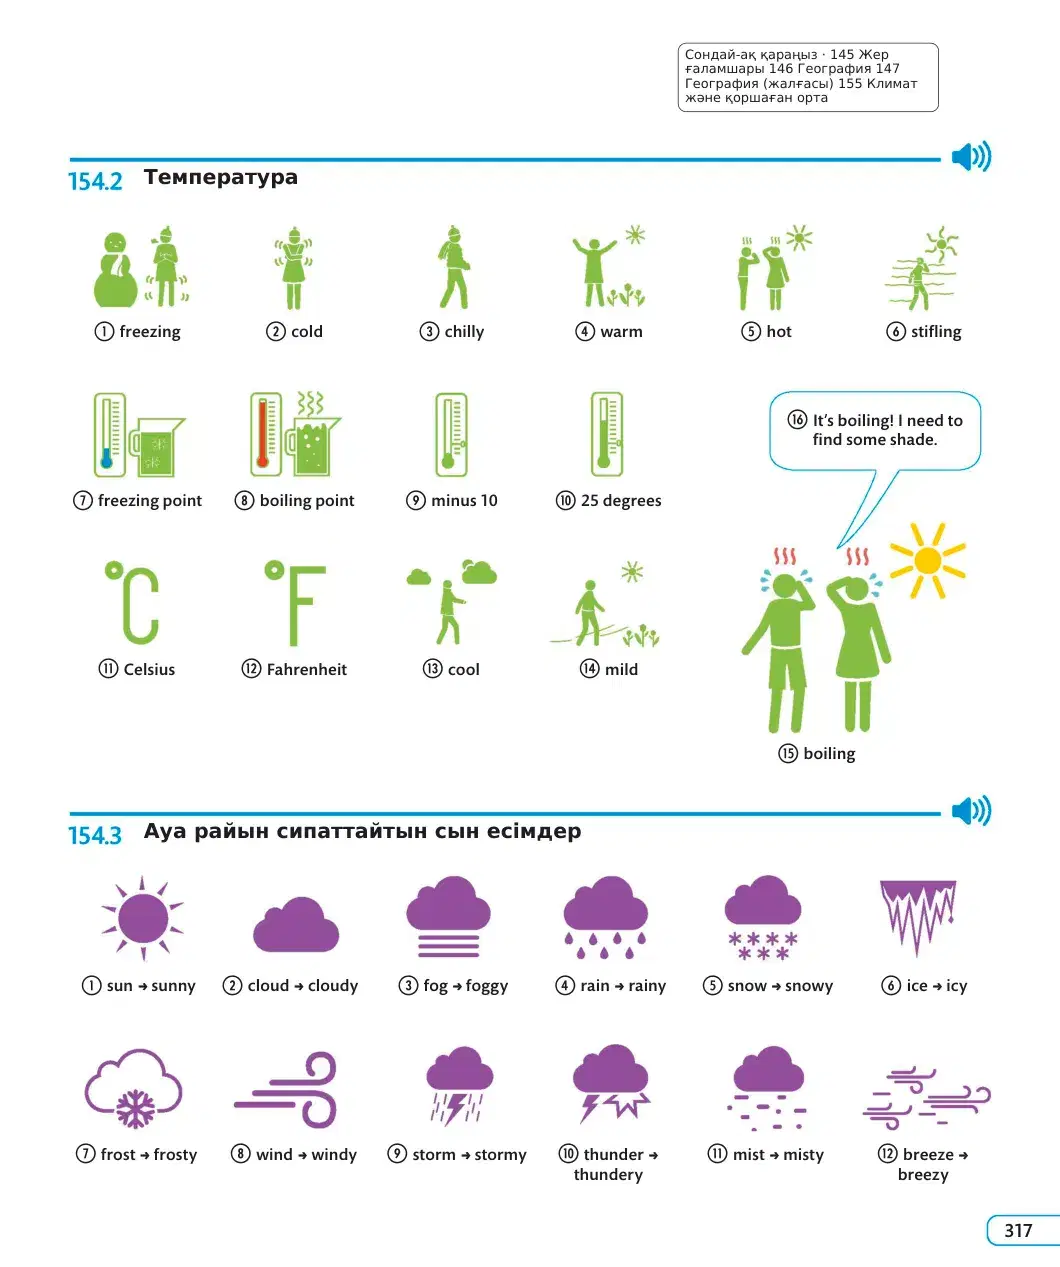 Сондай-ақ қараңыз · 145 Жер
ғаламшары 146 География 147
География (жалғасы) 155 Климат
және қоршаған орта
154.2 Температура
① freezing
② cold
③ chilly
④ warm
⑤ hot
⑥ stifling
⑦ freezing point
⑧ boiling point
⑨ minus 10
⑩ 25 degrees
⑯ It’s boiling! I need to
find some shade.
°C
°F
⑪ Celsius
⑫ Fahrenheit
⑬ cool
⑭ mild
⑮ boiling
154.3 Ауа райын сипаттайтын сын есімдер
① sun → sunny
② cloud → cloudy
③ fog → foggy
④ rain → rainy
⑤ snow → snowy
⑥ ice → icy
⑦ frost → frosty
⑧ wind → windy
⑨ storm → stormy
⑩ thunder →
thundery
⑪ mist → misty
⑫ breeze →
breezy
317